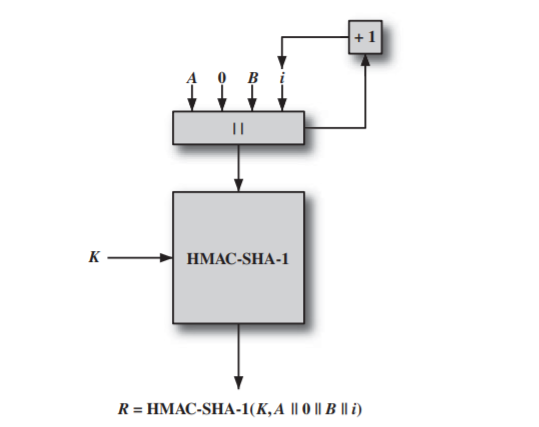 + 1
A 0 B i
||
K
HMAC-SHA-1
R = HMAC-SHA-1(K, A || 0 || B || i)